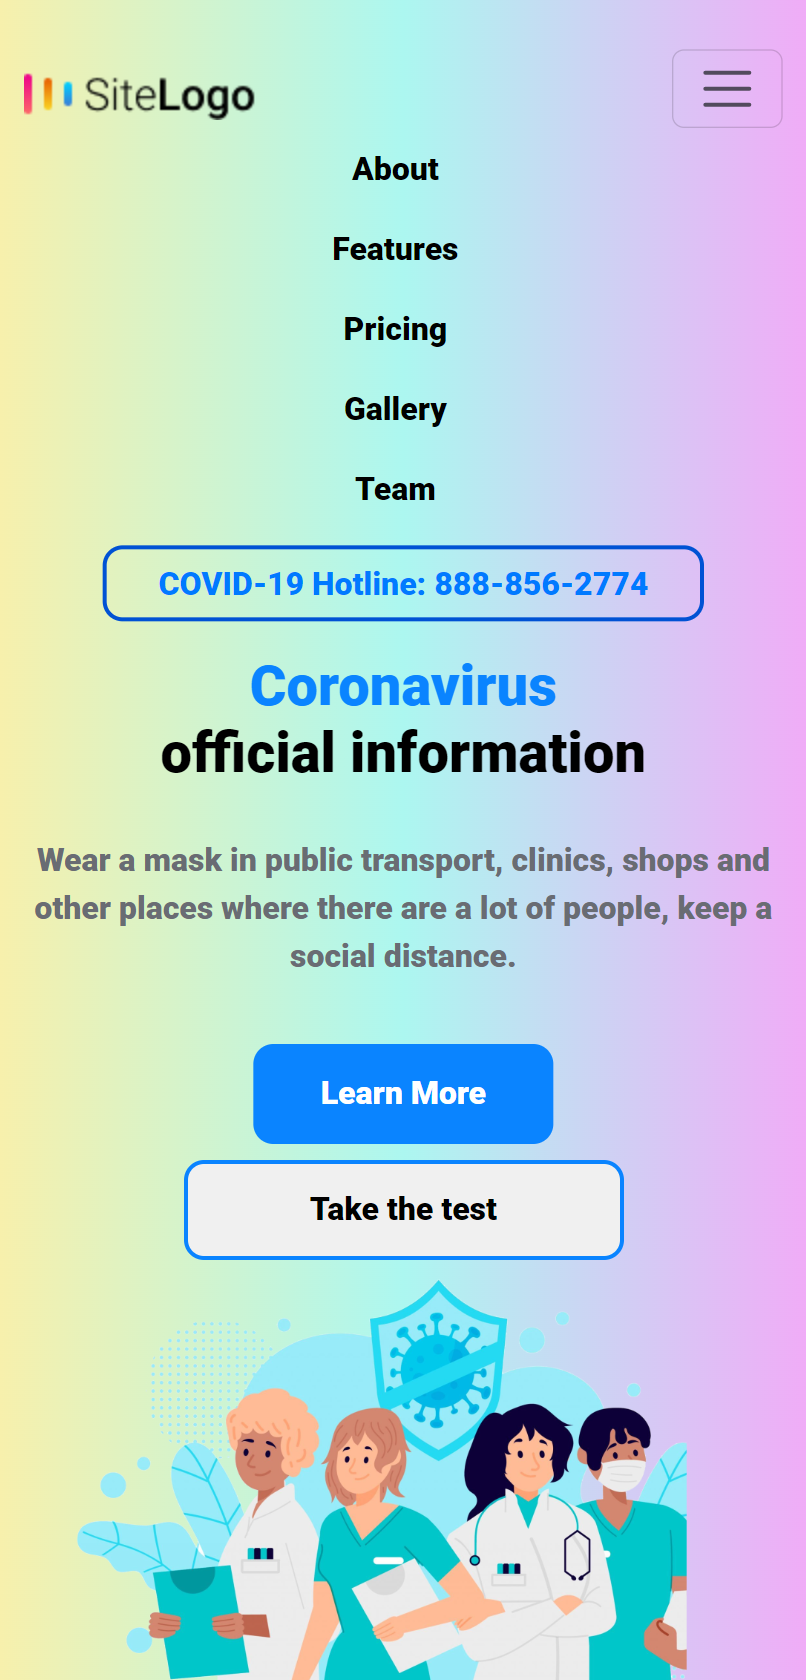 SiteLogo
About
Features
Pricing
Gallery
Team
COVID-19 Hotline: 888-856-2774
Coronavirus
official information
Wear a mask in public transport, clinics, shops and
other places where there are a lot of people, keep a
social distance.
Learn More
Take the test